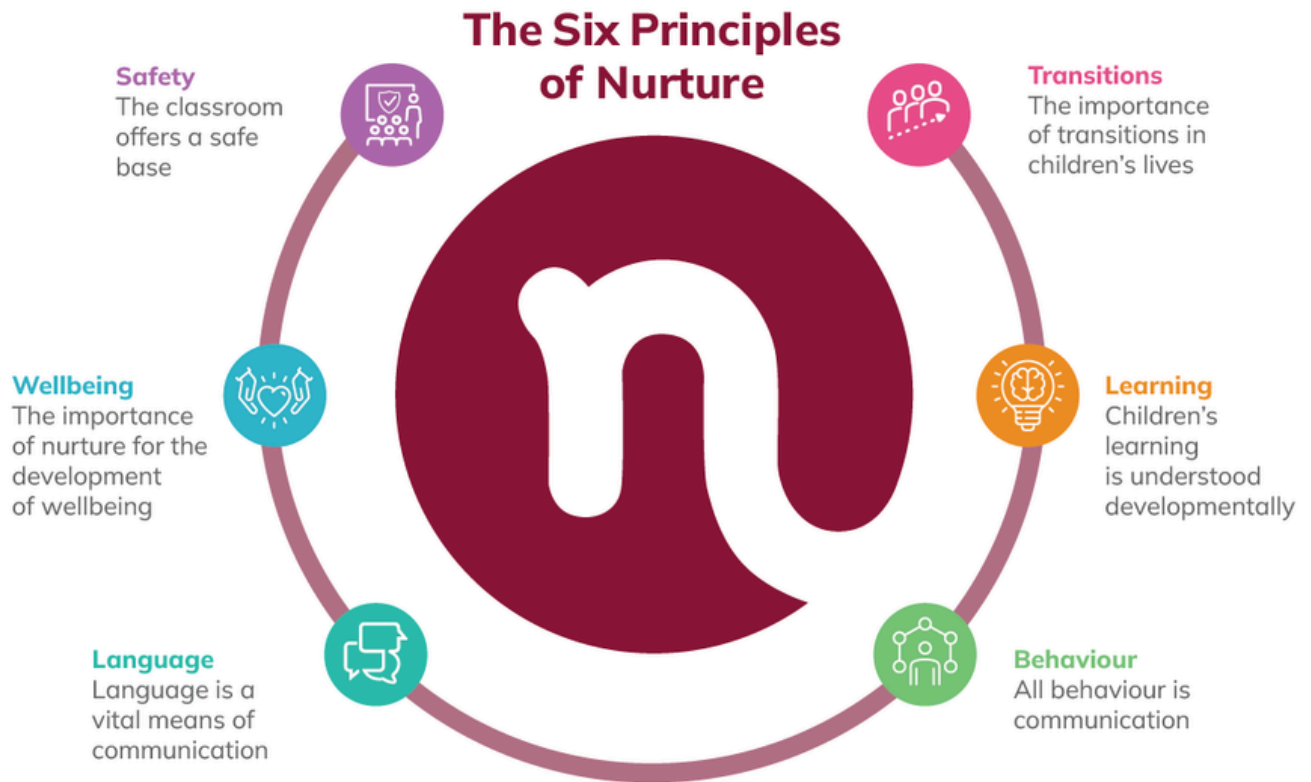 The Six Principles
of Nurture
Safety
The classroom
offers a safe
base
Transitions
The importance
of transitions in
children’s lives
Wellbeing
The importance
of nurture for the
development
of wellbeing
Learning
Children’s
learning
is understood
developmentally
n
Language
Language is a
vital means of
communication
Behaviour
All behaviour is
communication